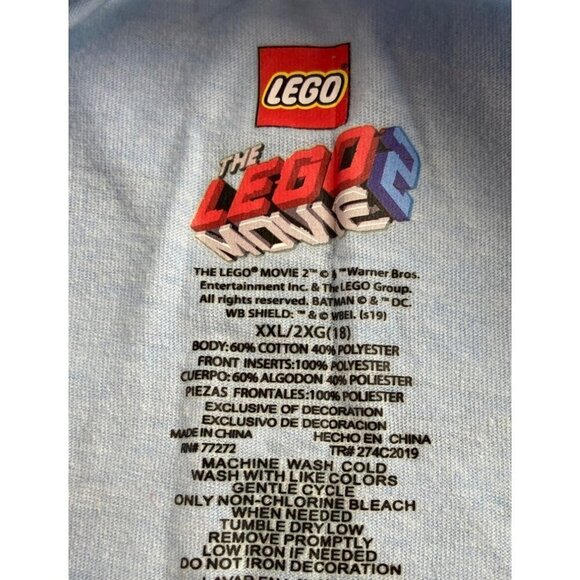 LEGO
THE
LEGO 2
MOVIE
THE LEGO® MOVIE 2™ © & ™ Warner Bros.
Entertainment Inc. & The LEGO Group.
All rights reserved. BATMAN © & ™ DC.
WB SHIELD: ™ & © WBEI. (s19)
XXL/2XG(18)
BODY: 60% COTTON 40% POLYESTER
FRONT INSERTS:100% POLYESTER
CUERPO: 60% ALGODON 40% POLIESTER
PIEZAS FRONTALES:100% POLIESTER
EXCLUSIVE OF DECORATION
EXCLUSIVO DE DECORACION
MADE IN CHINA HECHO EN CHINA
RN# 77272 TR# 274C2019
MACHINE WASH COLD
WASH WITH LIKE COLORS
GENTLE CYCLE
ONLY NON-CHLORINE BLEACH
WHEN NEEDED
TUMBLE DRY LOW
REMOVE PROMPTLY
LOW IRON IF NEEDED
DO NOT IRON DECORATION